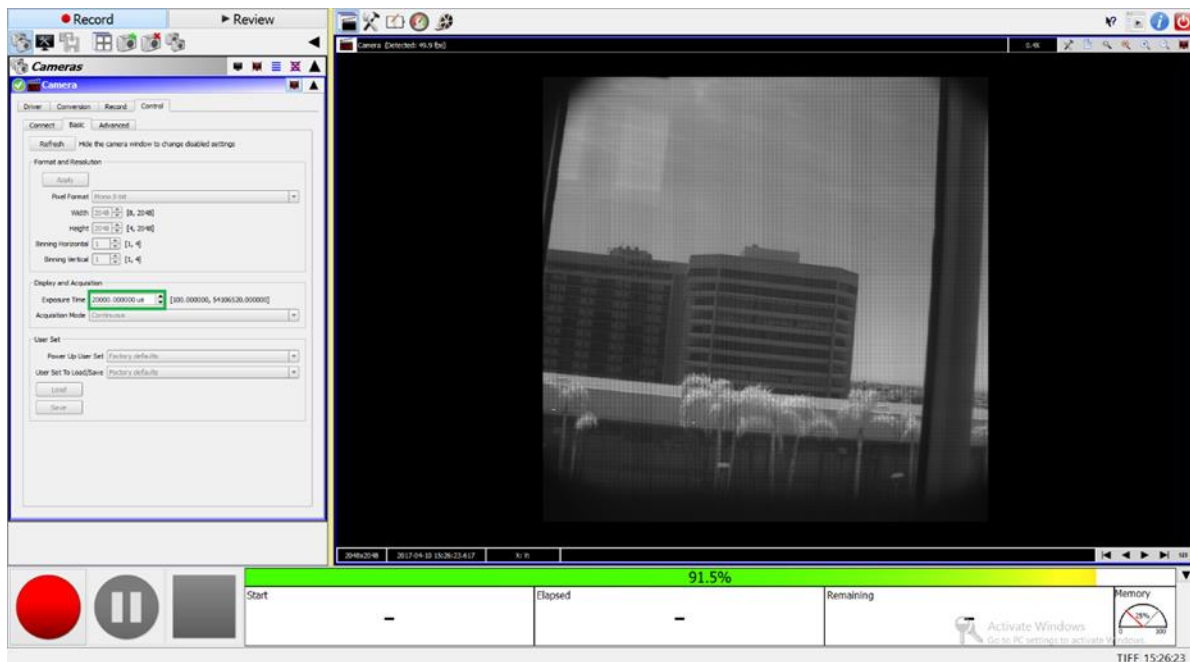 Record
Review
Cameras
Camera
Driver Conversion Record Control
Connect Basic Advanced
Refresh Hide the camera window to change disabled settings
Format and Resolution
Apply
Pixel Format
Width 2048 [8, 2048]
Height 2048 [4, 2048]
Binning Horizontal 1 [1, 4]
Binning Vertical 1 [1, 4]
Display and Acquisition
Exposure Time 20000.000000 us [100.000000, 54106520.000000]
Acquisition Mode Continuous
User Set
Power Up User Set Factory defaults
User Set To Load/Save Factory defaults
Load
Save
Camera (Detected: 49.9 fps)
0.4X
2048x2048 2017-04-10 15:26:23.617 X: Y:
91.5%
Start Elapsed Remaining Memory
- - -
25%
0 100
Activate Windows
Go to PC settings to activate Windows.
TIFF 15:26:23